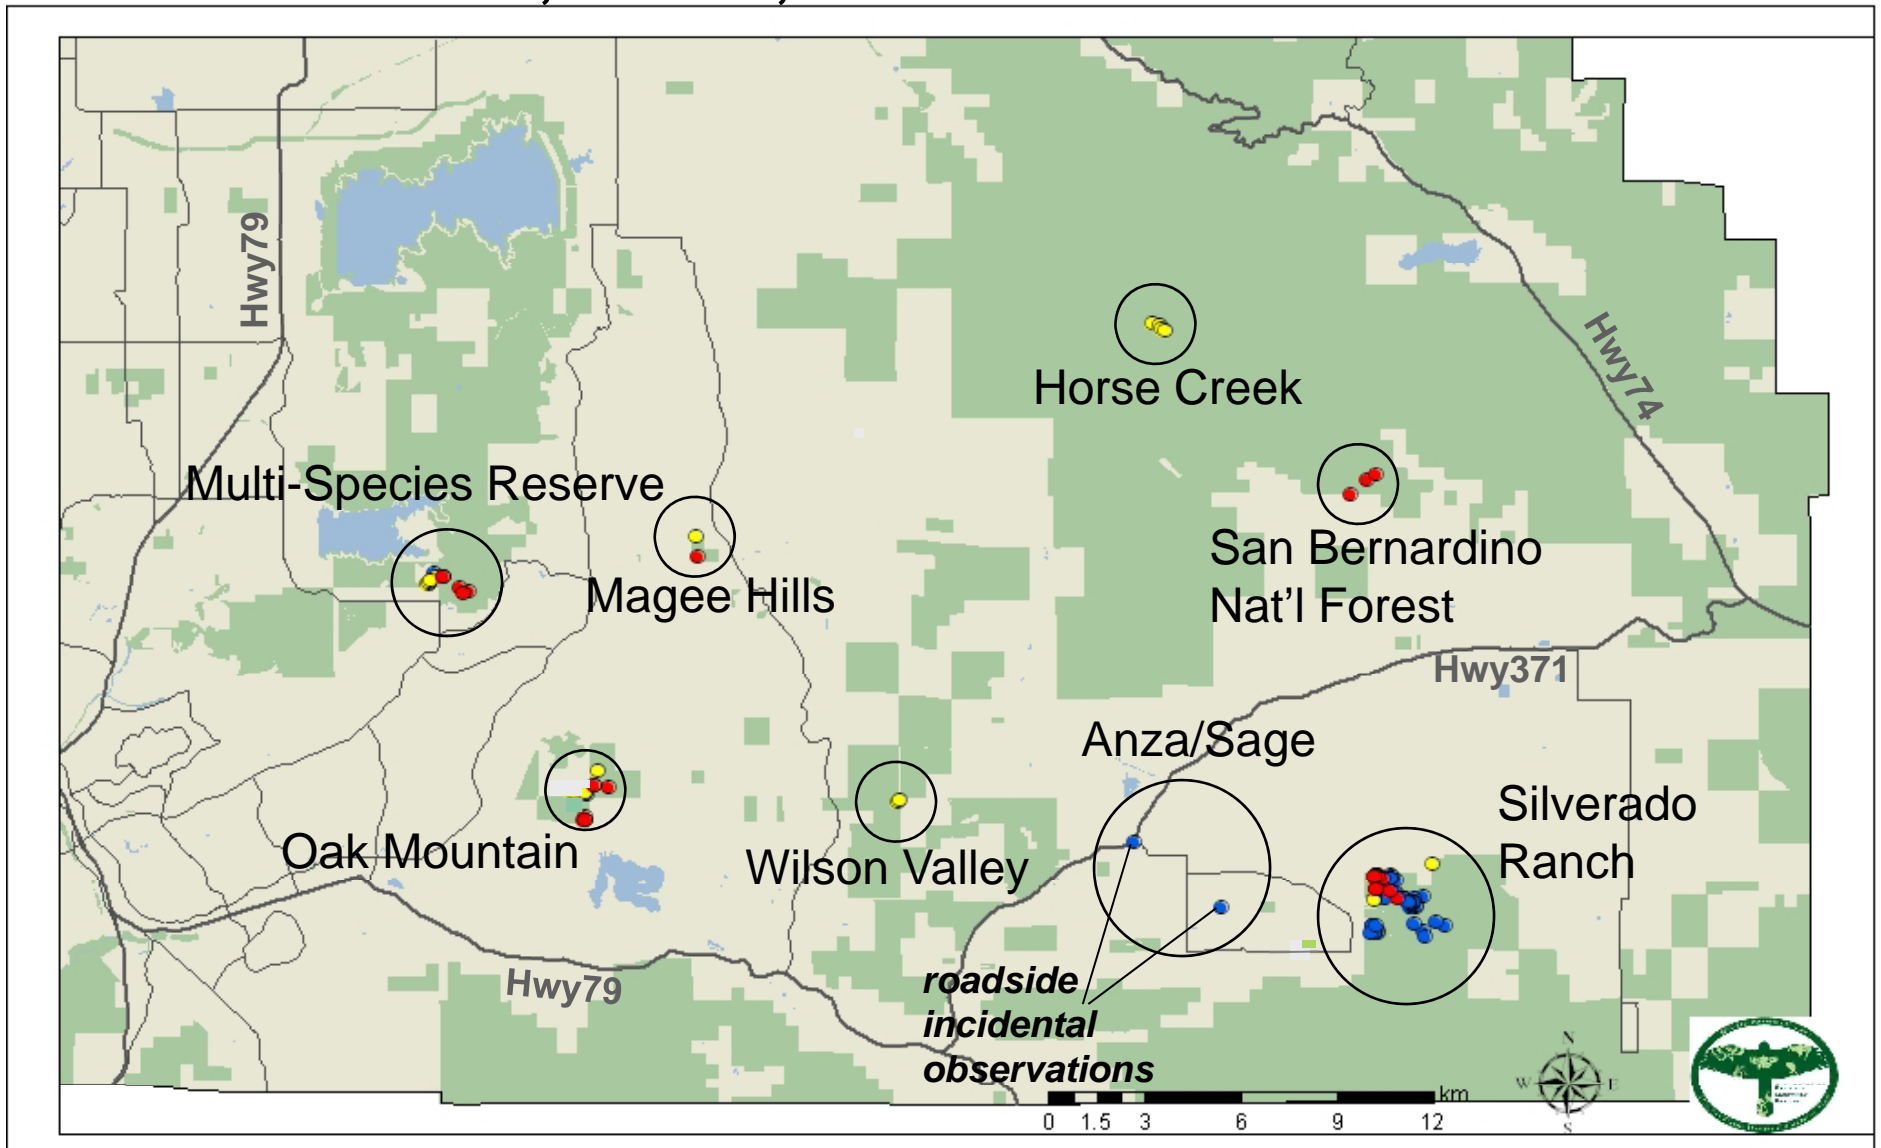 Hwy79
Hwy74
Horse Creek
Multi-Species Reserve
Magee Hills
San Bernardino
Nat'l Forest
Hwy371
Anza/Sage
Silverado
Ranch
Oak Mountain
Wilson Valley
Hwy79
roadside
incidental
observations
N
W E
S
km
0 1.5 3 6 9 12